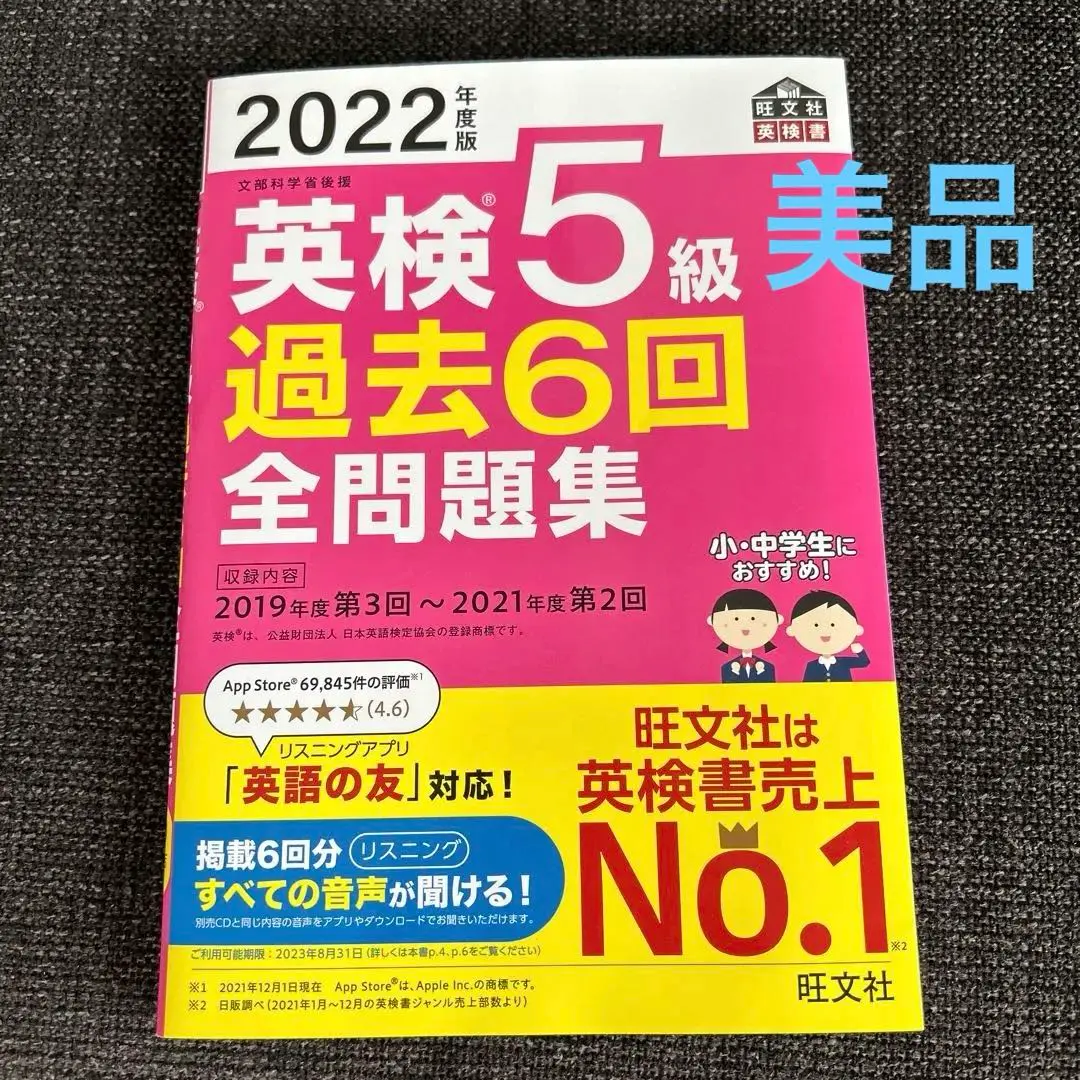 2022年度版
旺文社
英検書
文部科学省後援
英検®5級
美品
過去6回
全問題集
小・中学生に
おすすめ!
収録内容
2019年度第3回〜2021年度第2回
英検®は、公益財団法人 日本英語検定協会の登録商標です。
App Store® 69,845件の評価※1
★★★★⯪(4.6)
リスニングアプリ
「英語の友」対応!
旺文社は
英検書売上
No.1※2
掲載6回分 リスニング
すべての音声が聞ける!
別売CDと同じ内容の音声をアプリやダウンロードでお聞きいただけます。
ご利用可能期限:2023年8月31日(詳しくは本書p.4、p.6をご覧ください)
※1 2021年12月1日現在 App Store®は、Apple Inc.の商標です。
※2 日販調べ(2021年1月〜12月の英検書ジャンル売上部数より)
旺文社